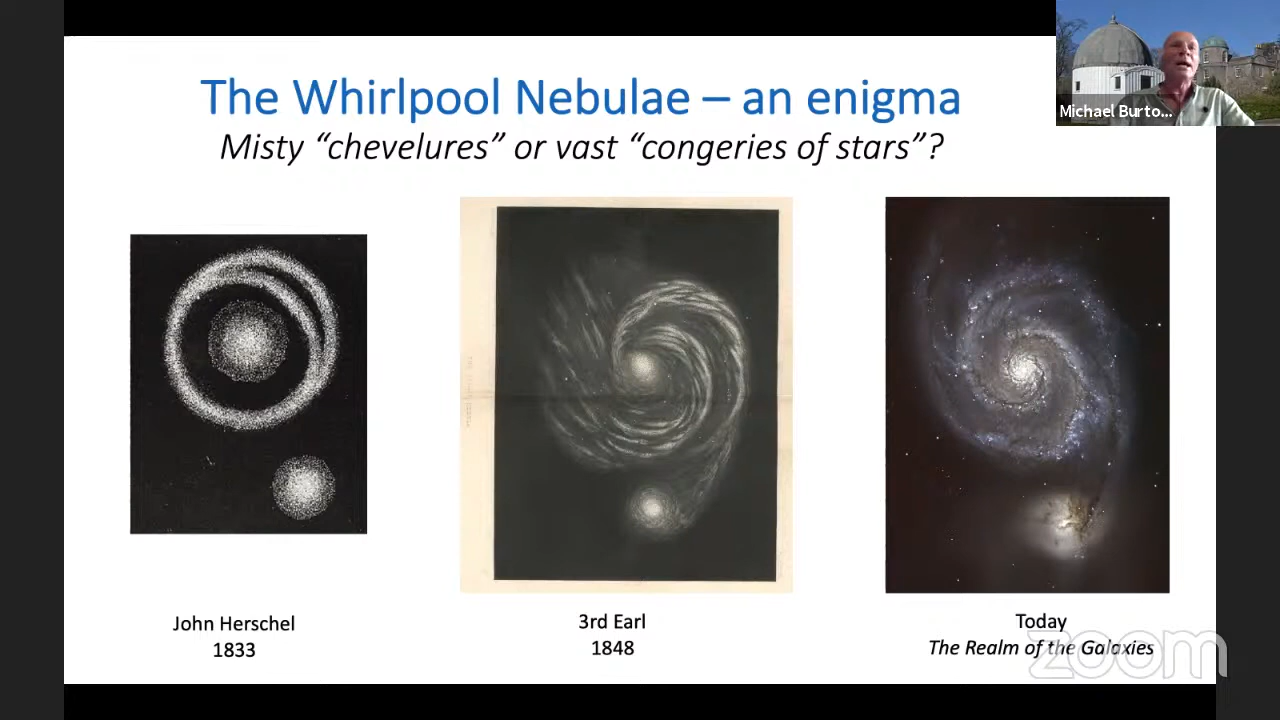 The Whirlpool Nebulae – an enigma
Misty “chevelures” or vast “congeries of stars”?
Michael Burto...
John Herschel
1833
3rd Earl
1848
Today
The Realm of the Galaxies
zoom